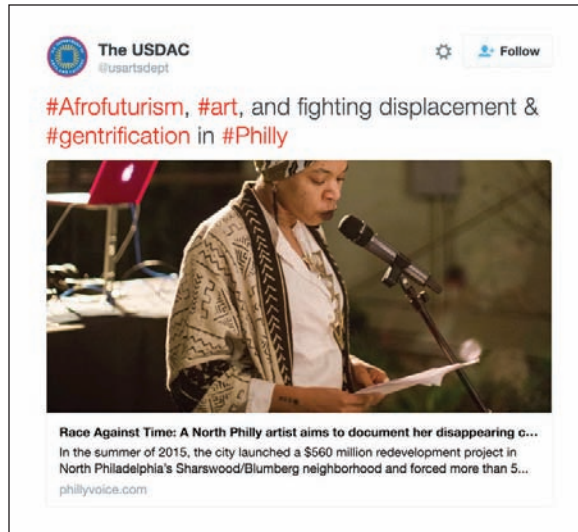 The USDAC
@usartsdept
Follow
#Afrofuturism, #art, and fighting displacement &
#gentrification in #Philly
Race Against Time: A North Philly artist aims to document her disappearing c...
In the summer of 2015, the city launched a $560 million redevelopment project in
North Philadelphia's Sharswood/Blumberg neighborhood and forced more than 5...
phillyvoice.com